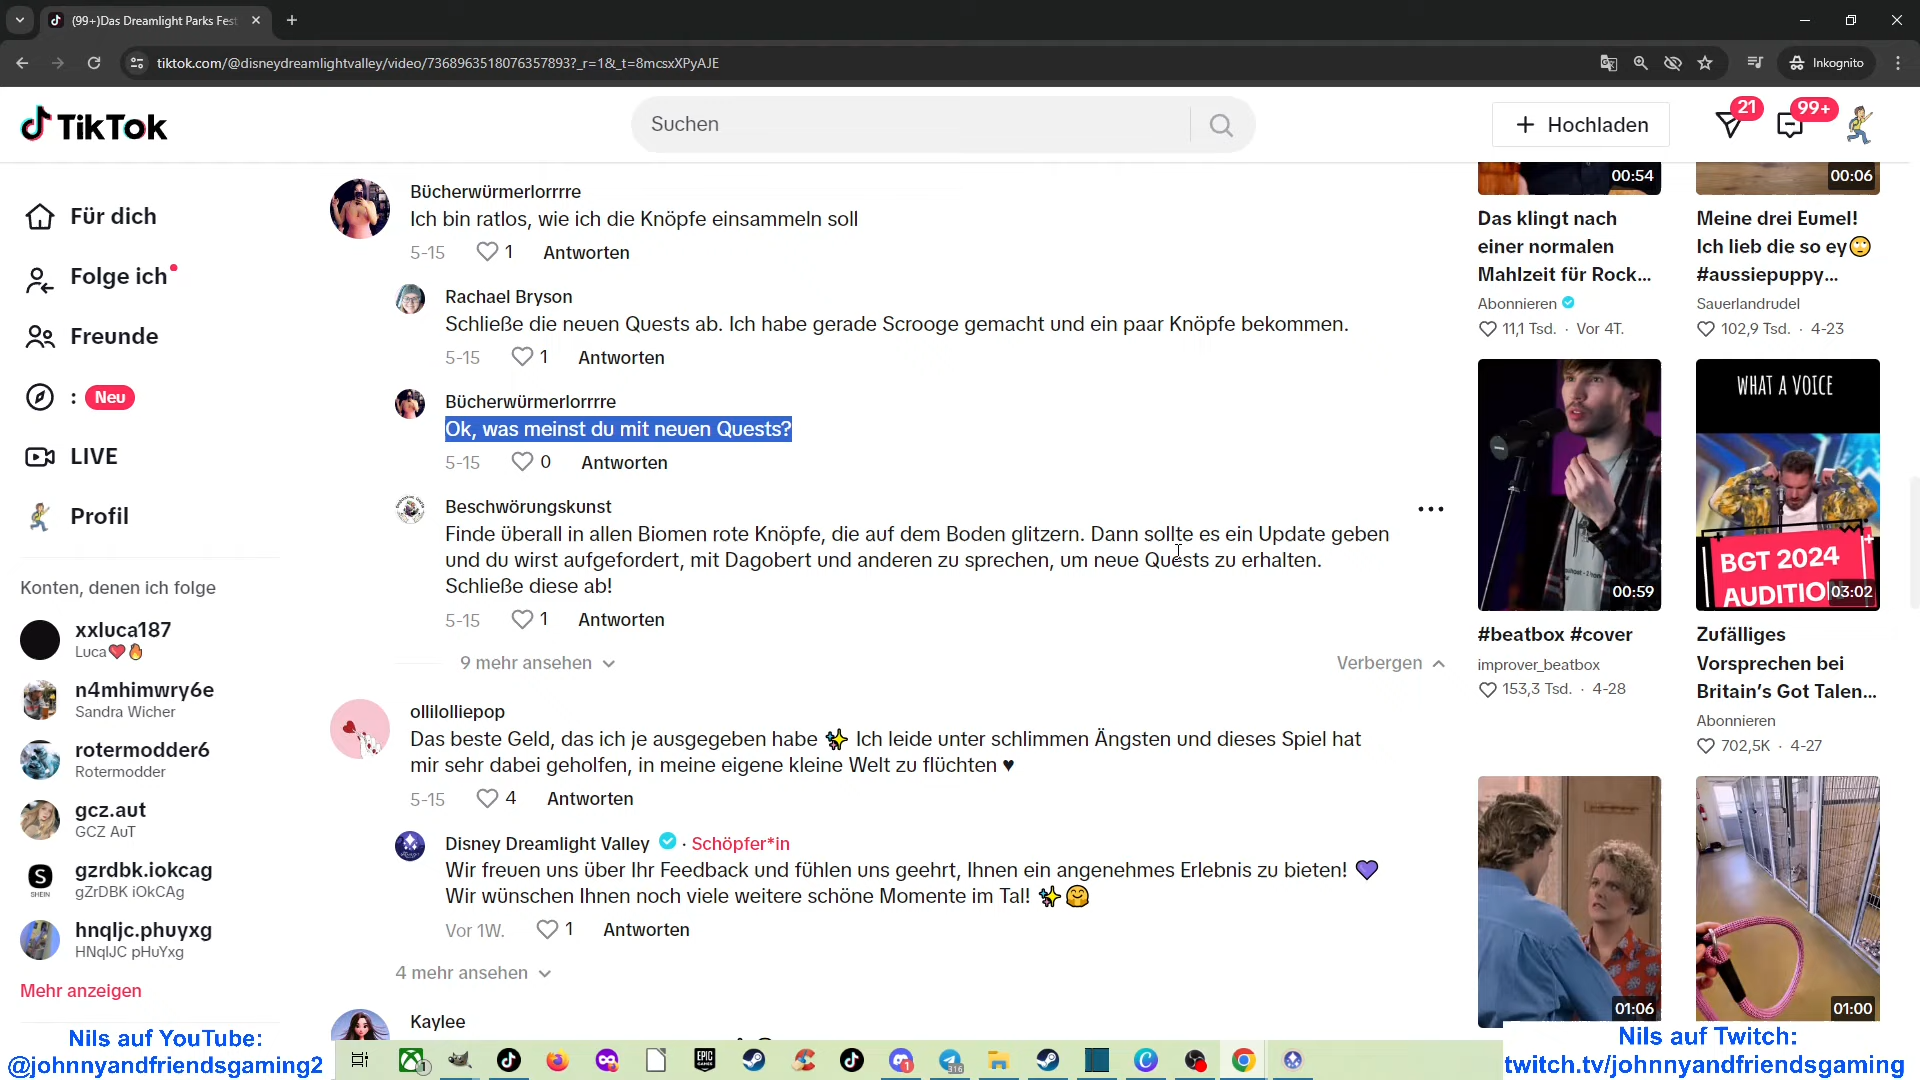 (99+)Das Dreamlight Parks Fest
tiktok.com/@disneydreamlightvalley/video/7368963518076357893?_r=1&_t=8mcsxXPyAJE
Inkognito
TikTok
Suchen
Hochladen
21
99+
Für dich
Folge ich
Freunde
: Neu
LIVE
Profil
Konten, denen ich folge
xxluca187
Luca❤️🔥
n4mhimwry6e
Sandra Wicher
rotermodder6
Rotermodder
gcz.aut
GCZ AuT
SHEIN
gzrdbk.iokcag
gZrDBK iOkCAg
hnqljc.phuyxg
HNqlJC pHuYxg
Mehr anzeigen
Bücherwürmerlorrrre
Ich bin ratlos, wie ich die Knöpfe einsammeln soll
5-15 1 Antworten
Rachael Bryson
Schließe die neuen Quests ab. Ich habe gerade Scrooge gemacht und ein paar Knöpfe bekommen.
5-15 1 Antworten
Bücherwürmerlorrrre
Ok, was meinst du mit neuen Quests?
5-15 0 Antworten
Beschwörungskunst
Finde überall in allen Biomen rote Knöpfe, die auf dem Boden glitzern. Dann sollte es ein Update geben
und du wirst aufgefordert, mit Dagobert und anderen zu sprechen, um neue Quests zu erhalten.
Schließe diese ab!
5-15 1 Antworten
9 mehr ansehen
Verbergen
ollilolliepop
Das beste Geld, das ich je ausgegeben habe ✨ Ich leide unter schlimmen Ängsten und dieses Spiel hat
mir sehr dabei geholfen, in meine eigene kleine Welt zu flüchten ♥
5-15 4 Antworten
Disney Dreamlight Valley · Schöpfer*in
Wir freuen uns über Ihr Feedback und fühlen uns geehrt, Ihnen ein angenehmes Erlebnis zu bieten! 💜
Wir wünschen Ihnen noch viele weitere schöne Momente im Tal! ✨🤗
Vor 1W. 1 Antworten
4 mehr ansehen
Kaylee
00:54
Das klingt nach
einer normalen
Mahlzeit für Rock...
Abonnieren
11,1 Tsd. · Vor 4T.
00:06
Meine drei Eumel!
Ich lieb die so ey🙄
#aussiepuppy...
Sauerlandrudel
102,9 Tsd. · 4-23
00:59
#beatbox #cover
improver_beatbox
153,3 Tsd. · 4-28
WHAT A VOICE
BGT 2024
AUDITIO
03:02
Zufälliges
Vorsprechen bei
Britain's Got Talen...
Abonnieren
702,5K · 4-27
01:06
01:00
Nils auf YouTube:
@johnnyandfriendsgaming2
1
EPIC
GAMES
1
316
Nils auf Twitch:
twitch.tv/johnnyandfriendsgaming